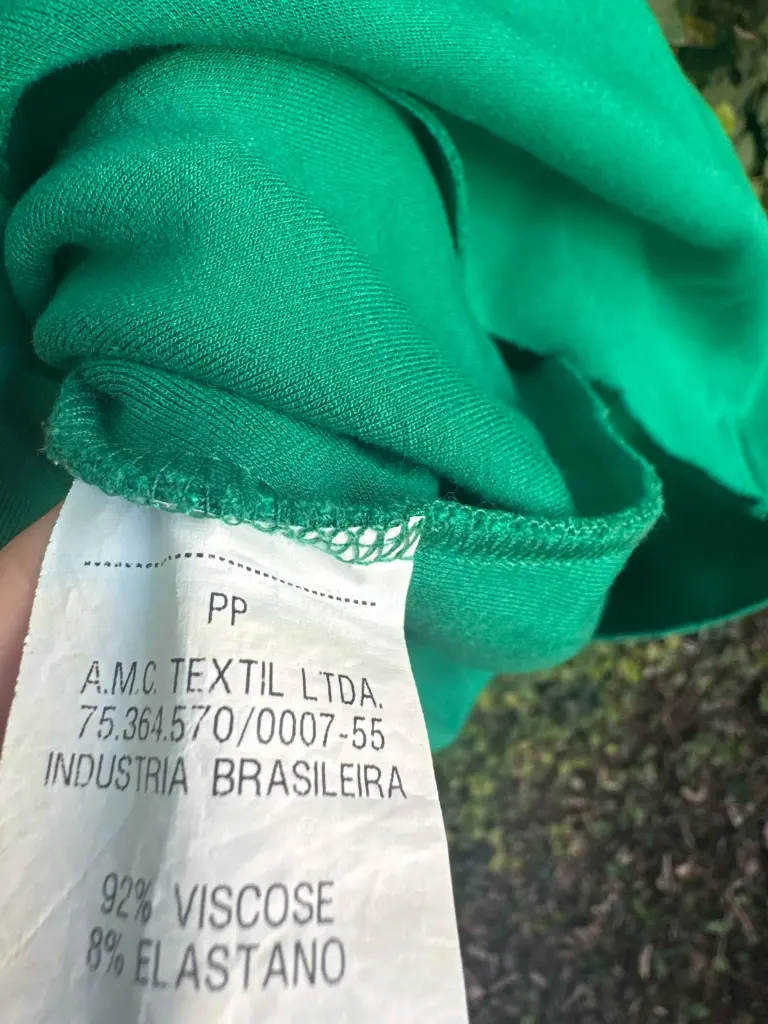 PP
A.M.C. TEXTIL LTDA.
75.364.570/0007-55
INDUSTRIA BRASILEIRA
92% VISCOSE
8% ELASTANO